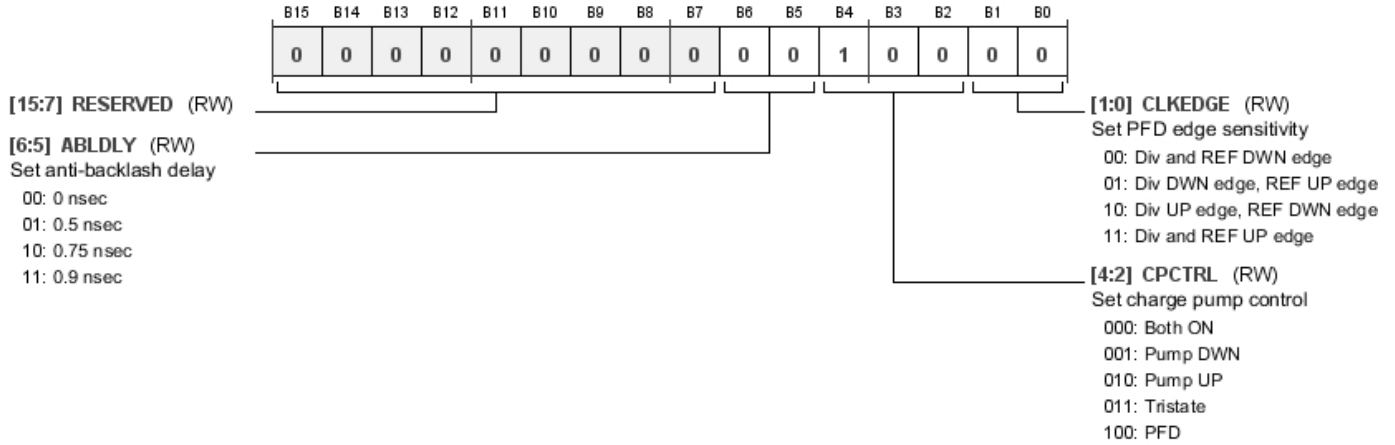 B15 B14 B13 B12 B11 B10 B9 B8 B7 B6 B5 B4 B3 B2 B1 B0
0 0 0 0 0 0 0 0 0 0 0 1 0 0 0 0
[15:7] RESERVED (RW)
[6:5] ABLDLY (RW)
Set anti-backlash delay
00: 0 nsec
01: 0.5 nsec
10: 0.75 nsec
11: 0.9 nsec
[1:0] CLKEDGE (RW)
Set PFD edge sensitivity
00: Div and REF DWN edge
01: Div DWN edge, REF UP edge
10: Div UP edge, REF DWN edge
11: Div and REF UP edge
[4:2] CPCTRL (RW)
Set charge pump control
000: Both ON
001: Pump DWN
010: Pump UP
011: Tristate
100: PFD